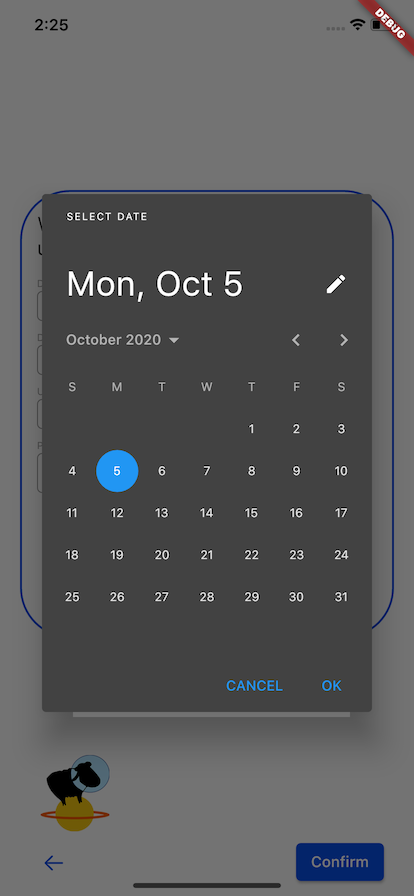 2:25
DEBUG
SELECT DATE
Mon, Oct 5
October 2020
S M T W T F S
1 2 3
4 5 6 7 8 9 10
11 12 13 14 15 16 17
18 19 20 21 22 23 24
25 26 27 28 29 30 31
CANCEL OK
Confirm